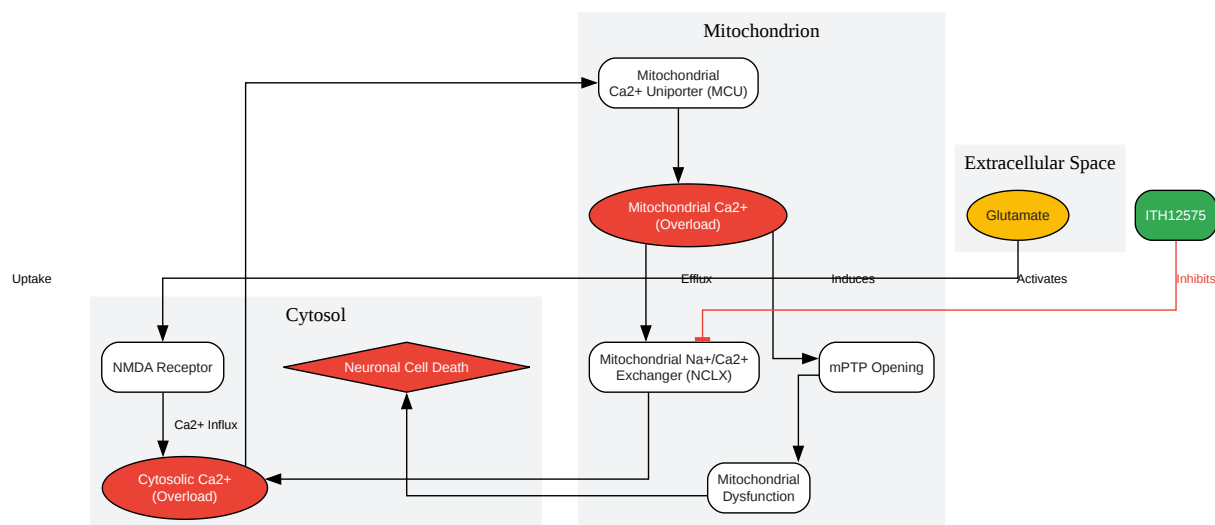 Mitochondrion
Mitochondrial
Ca2+ Uniporter (MCU)
Extracellular Space
Mitochondrial Ca2+
(Overload)
Glutamate
ITH12575
Uptake
Efflux
Induces
Activates
Inhibits
Cytosol
NMDA Receptor
Neuronal Cell Death
Mitochondrial Na+/Ca2+
Exchanger (NCLX)
mPTP Opening
Ca2+ Influx
Cytosolic Ca2+
(Overload)
Mitochondrial
Dysfunction